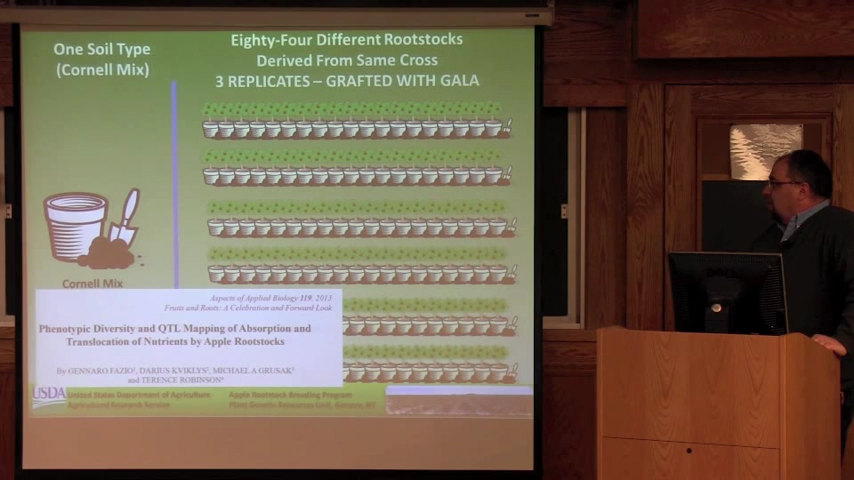 One Soil Type
(Cornell Mix)
Eighty-Four Different Rootstocks
Derived From Same Cross
3 REPLICATES – GRAFTED WITH GALA
Cornell Mix
Aspects of Applied Biology 119, 2013
Fruits and Roots: A Celebration and Forward Look
Phenotypic Diversity and QTL Mapping of Absorption and
Translocation of Nutrients by Apple Rootstocks
By GENNARO FAZIO, DARIUS KVIKLYS, MICHAEL A GRUSAK
and TERENCE ROBINSON
USDA
United States Department of Agriculture
Agricultural Research Service
Apple Rootstock Breeding Program
Plant Genetic Resources Unit, Geneva, NY
DELL